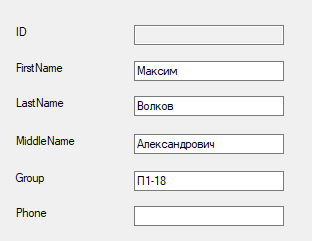 ID
FirstName Максим
LastName Волков
MiddleName Александрович
Group П1-18
Phone